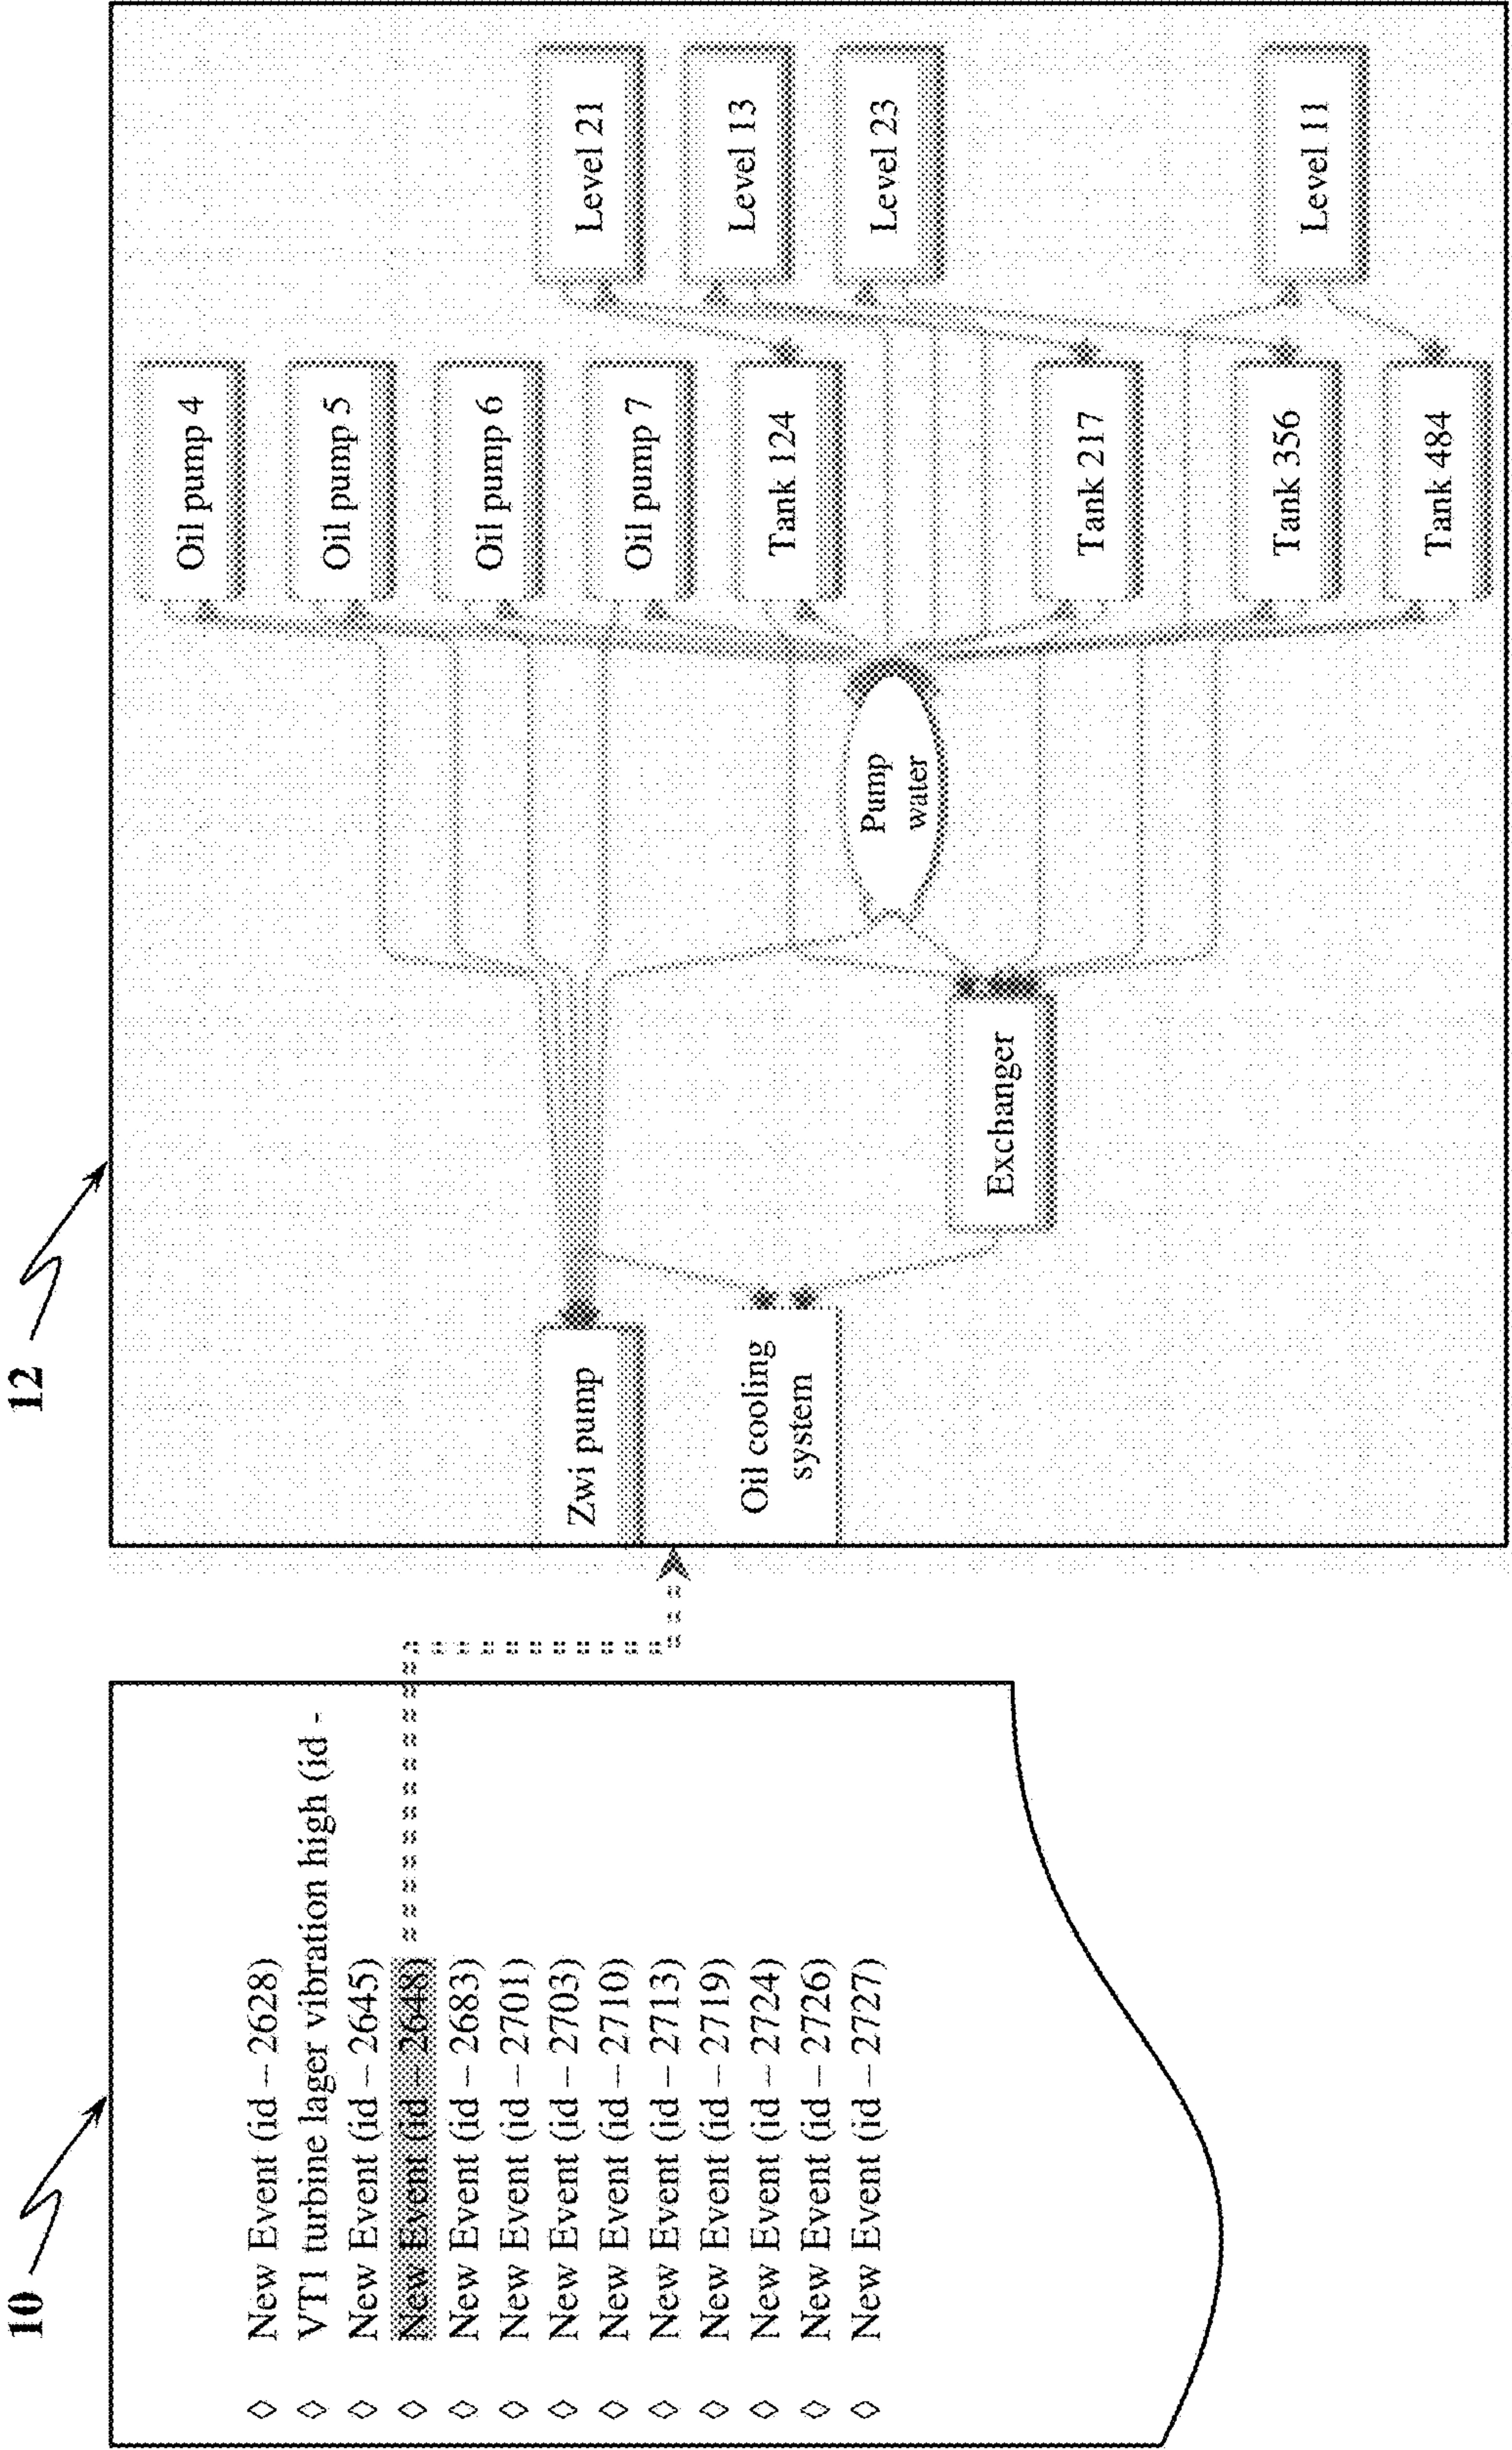 10
New Event (id – 2628)
VT1 turbine lager vibration high (id -
New Event (id – 2645)
New Event (id – 2648)
New Event (id – 2683)
New Event (id – 2701)
New Event (id – 2703)
New Event (id – 2710)
New Event (id – 2713)
New Event (id – 2719)
New Event (id – 2724)
New Event (id – 2726)
New Event (id – 2727)
12
Zwi pump
Oil cooling
system
Exchanger
Pump
water
Oil pump 4
Oil pump 5
Oil pump 6
Oil pump 7
Tank 124
Tank 217
Tank 356
Tank 484
Level 21
Level 13
Level 23
Level 11